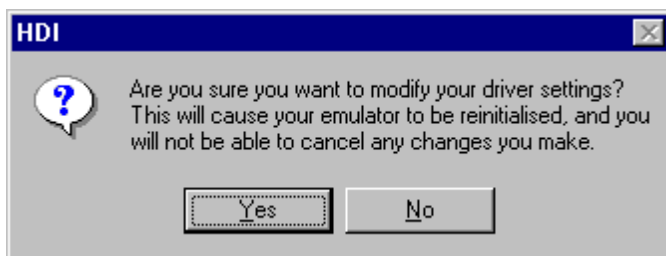 HDI
Are you sure you want to modify your driver settings?
This will cause your emulator to be reinitialised, and you
will not be able to cancel any changes you make.
Yes No